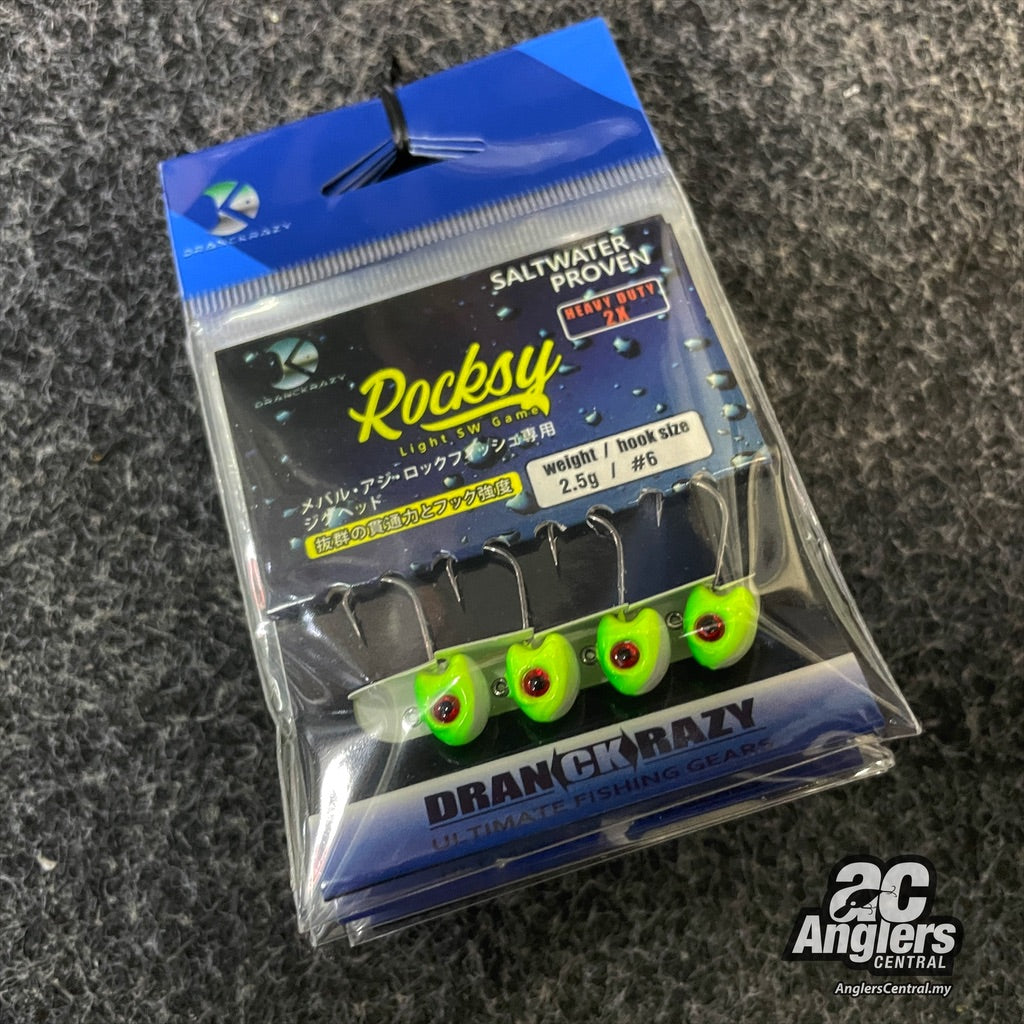 DRANCKRAZY
SALTWATER
PROVEN
HEAVY DUTY
2X
DRANCKRAZY
Rocksy
Light SW Game
メバル・アジ・ロックフィッシュ専用
ジグヘッド
抜群の貫通力とフック強度
weight / hook size
2.5g / #6
DRANCKRAZY
ULTIMATE FISHING GEARS
ac
Anglers
CENTRAL
AnglersCentral.my